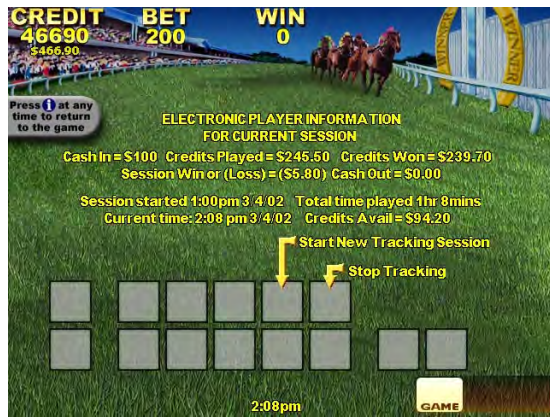 CREDIT BET WIN
46690 200 0
$466.90
WINNER
WINNER
Press i at any
time to return
to the game
ELECTRONIC PLAYER INFORMATION
FOR CURRENT SESSION
Cash In = $100 Credits Played = $245.50 Credits Won = $239.70
Session Win or (Loss) = ($5.80) Cash Out = $0.00
Session started 1:00pm 3/4/02 Total time played 1hr 8mins
Current time: 2:08 pm 3/4/02 Credits Avail = $94.20
Start New Tracking Session
Stop Tracking
2:08pm
GAME